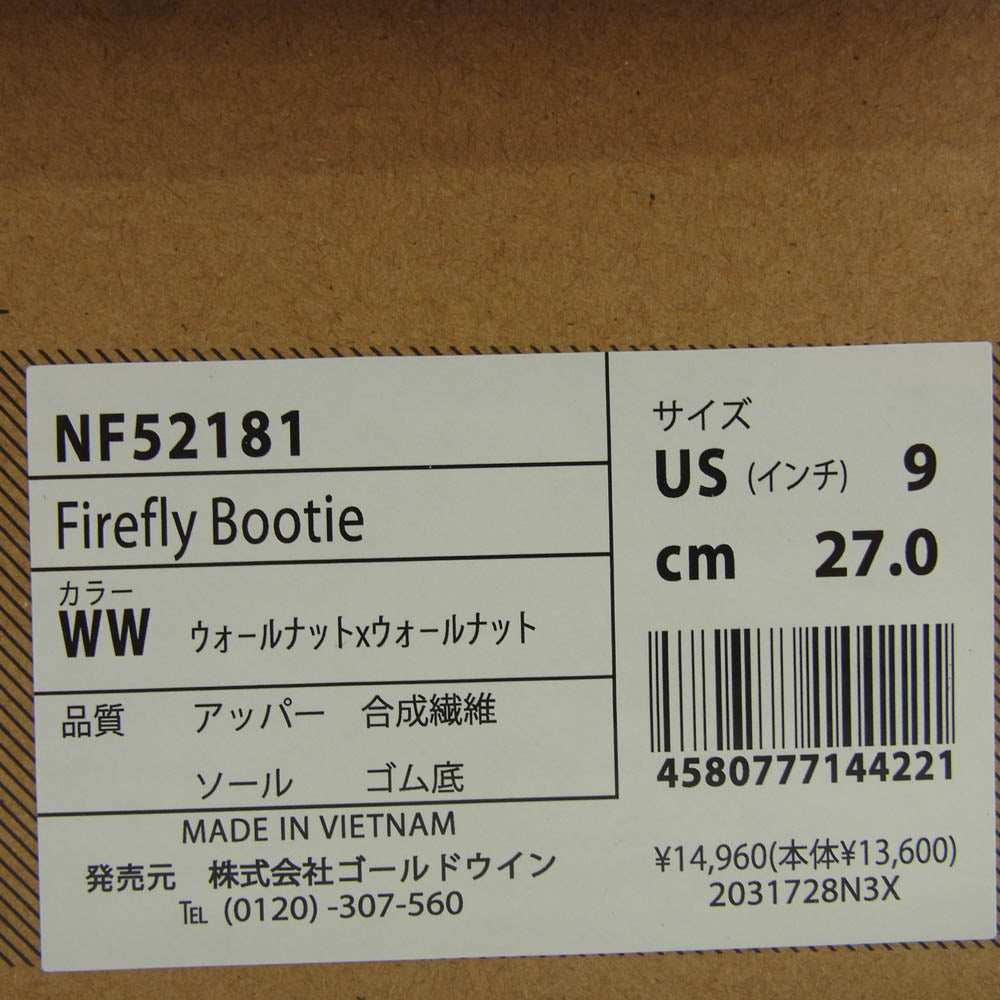 NF52181
Firefly Bootie
カラー
WW ウォールナットxウォールナット
品質 アッパー 合成繊維
ソール ゴム底
MADE IN VIETNAM
発売元 株式会社ゴールドウイン
TEL (0120) -307-560
サイズ
US (インチ) 9
cm 27.0
4580777144221
¥14,960(本体¥13,600)
2031728N3X